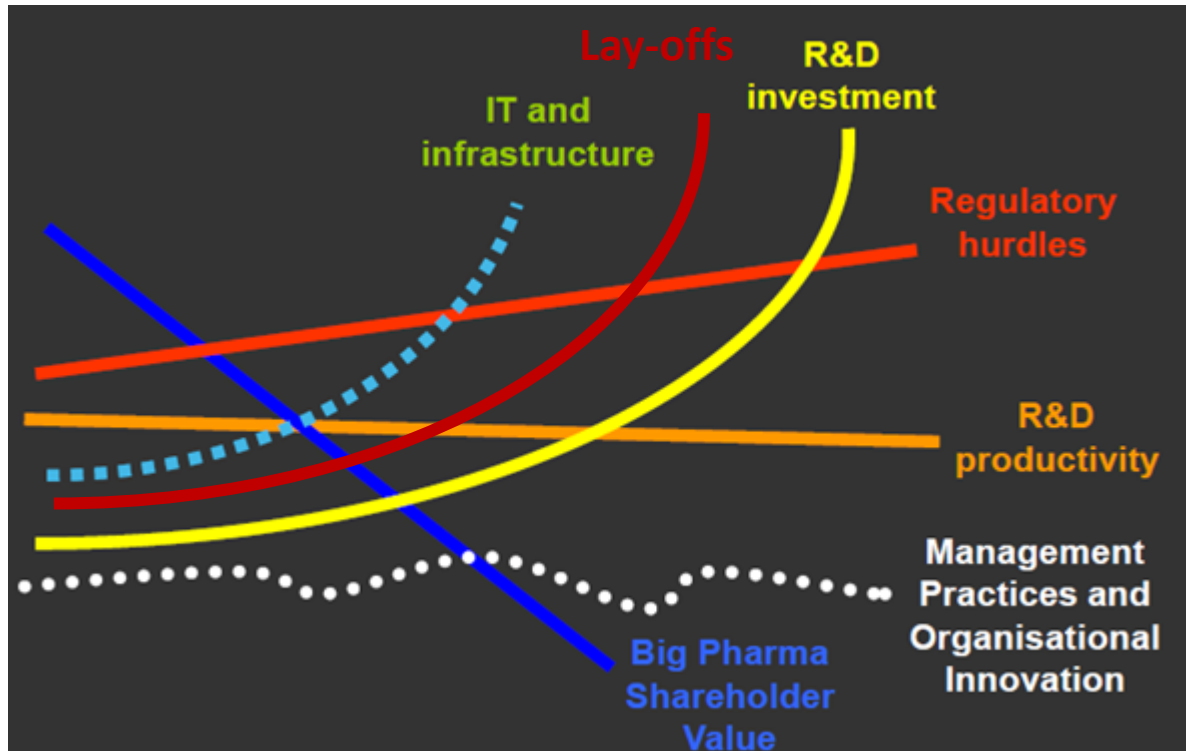 Lay-offs
R&D
investment
IT and
infrastructure
Regulatory
hurdles
R&D
productivity
Management
Practices and
Organisational
Innovation
Big Pharma
Shareholder
Value